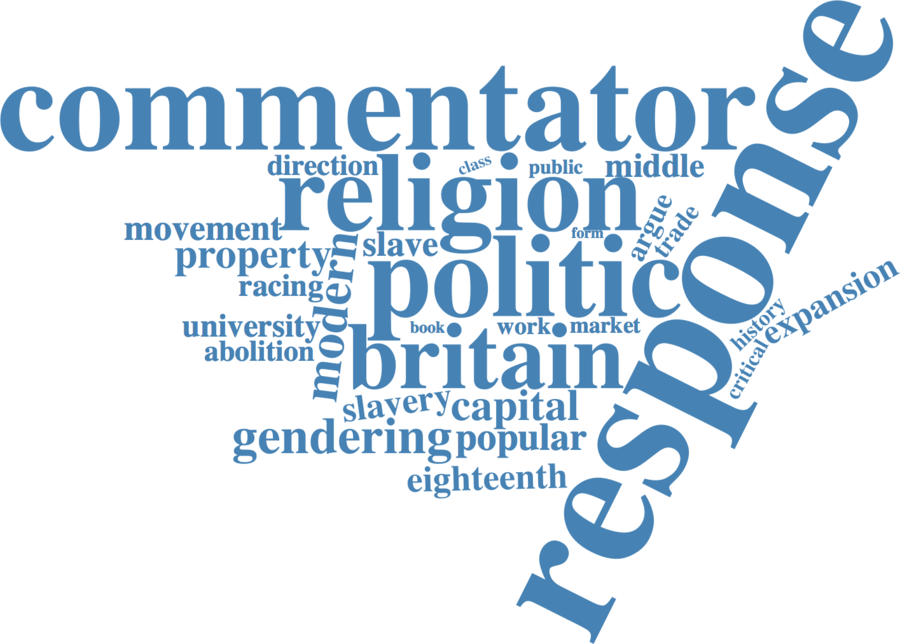 response
commentator
direction
class
public
middle
religion
argue
trade
movement
slave
form
property
modern
politic
racing
expansion
history
university
book
work
market
abolition
britain
critical
slavery
capital
gendering
popular
eighteenth